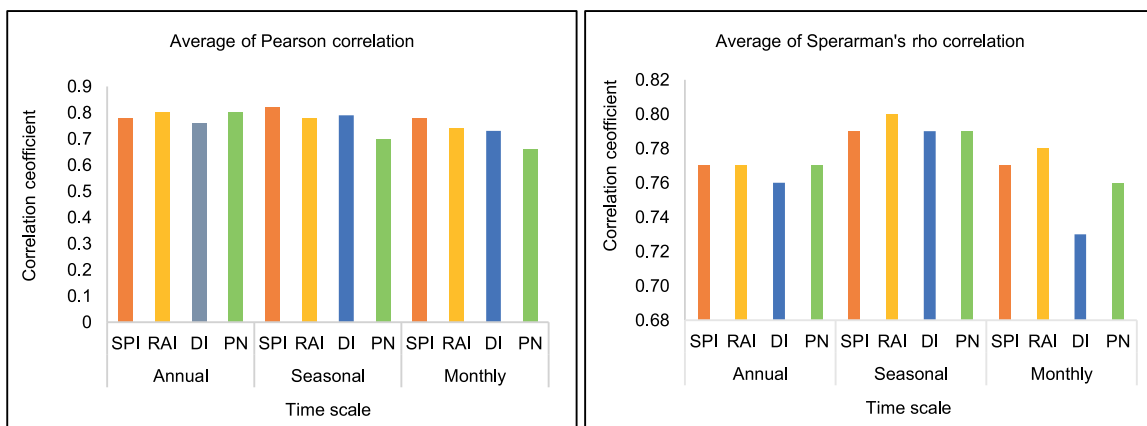 Average of Pearson correlation
Correlation ceofficient
0.9
0.8
0.7
0.6
0.5
0.4
0.3
0.2
0.1
0
SPI RAI DI PN SPI RAI DI PN SPI RAI DI PN
Annual Seasonal Monthly
Time scale
Average of Sperarman's rho correlation
Correlation ceofficient
0.82
0.80
0.78
0.76
0.74
0.72
0.70
0.68
SPI RAI DI PN SPI RAI DI PN SPI RAI DI PN
Annual Seasonal Monthly
Time scale